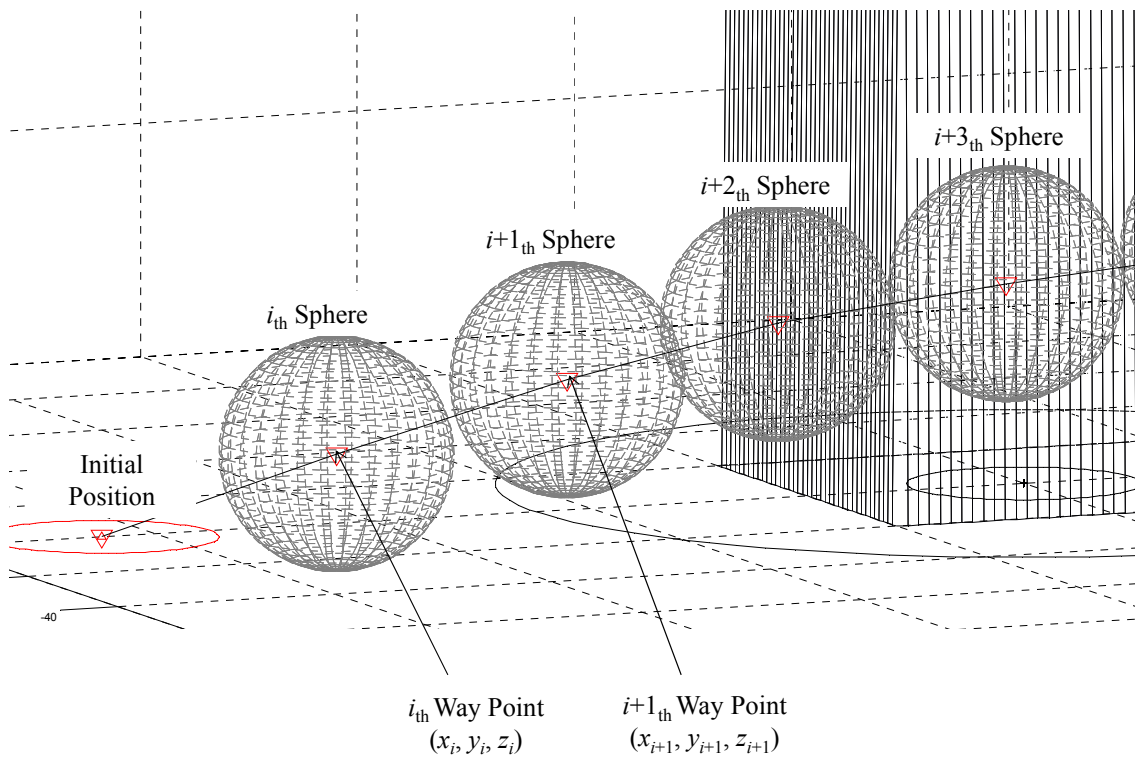 i+3th Sphere
i+2th Sphere
i+1th Sphere
ith Sphere
Initial
Position
-40
ith Way Point
(xi, yi, zi)
i+1th Way Point
(xi+1, yi+1, zi+1)